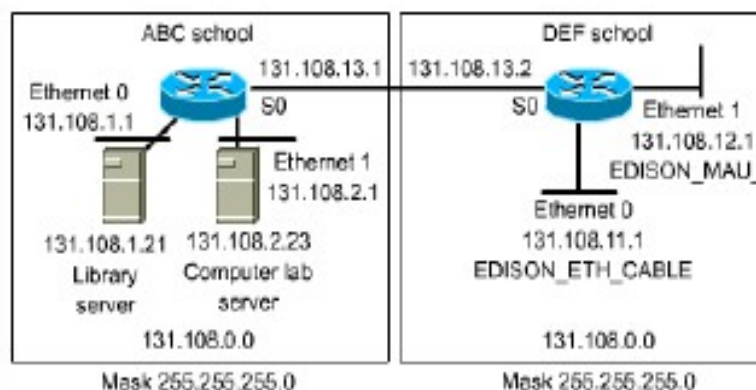 ABC school
131.108.13.1
Ethernet 0
131.108.1.1
S0
Ethernet 1
131.108.2.1
131.108.1.21
Library
server
131.108.2.23
Computer lab
server
131.108.0.0
Mask 255.255.255.0
DEF school
131.108.13.2
S0
Ethernet 1
131.108.12.1
EDISON_MAU_
Ethernet 0
131.108.11.1
EDISON_ETH_CABLE
131.108.0.0
Mask 255.255.255.0